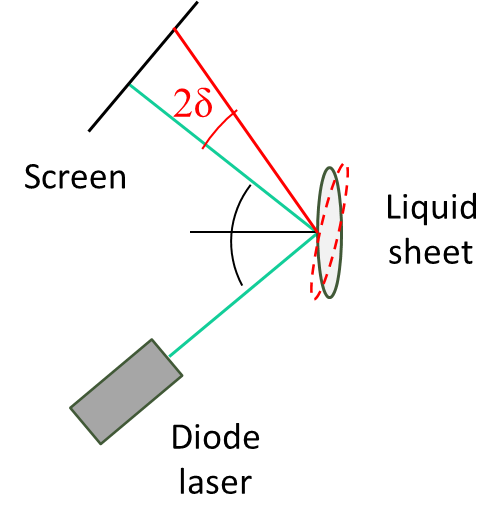 2δ
Screen
Liquid
sheet
Diode
laser